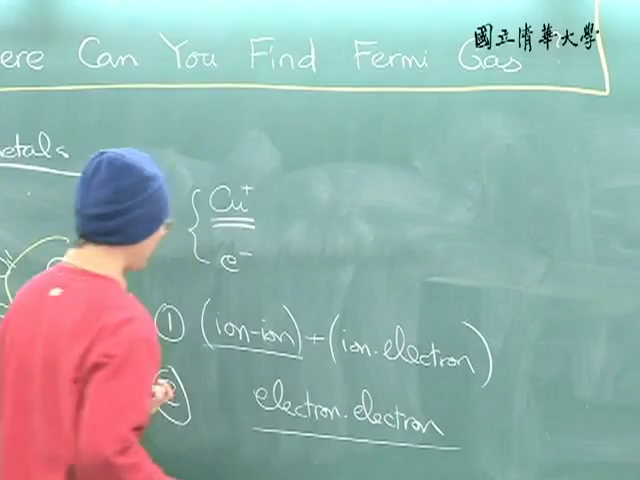 ere Can You Find Fermi Gas ?
國立清華大學
etals
Cu⁺
e⁻
① (ion-ion) + (ion.electron)
② electron.electron